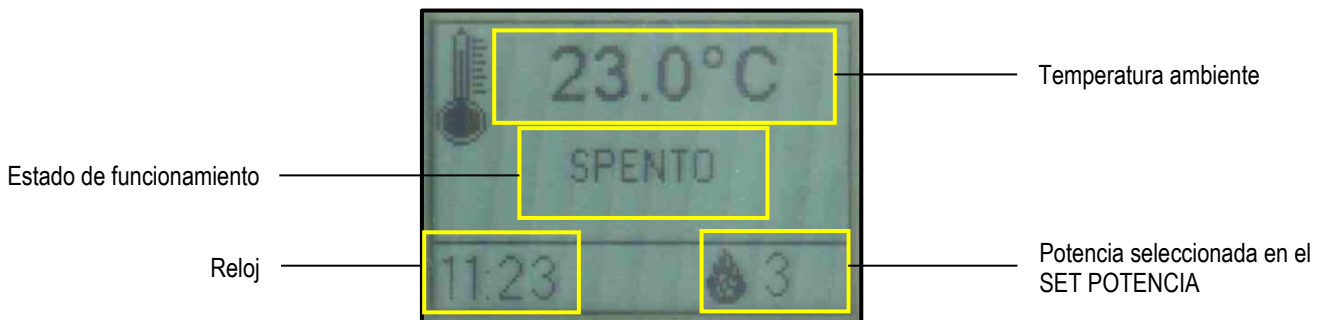 23.0°C
Temperatura ambiente
SPENTO
Estado de funcionamiento
Reloj
11:23
3
Potencia seleccionada en el
SET POTENCIA